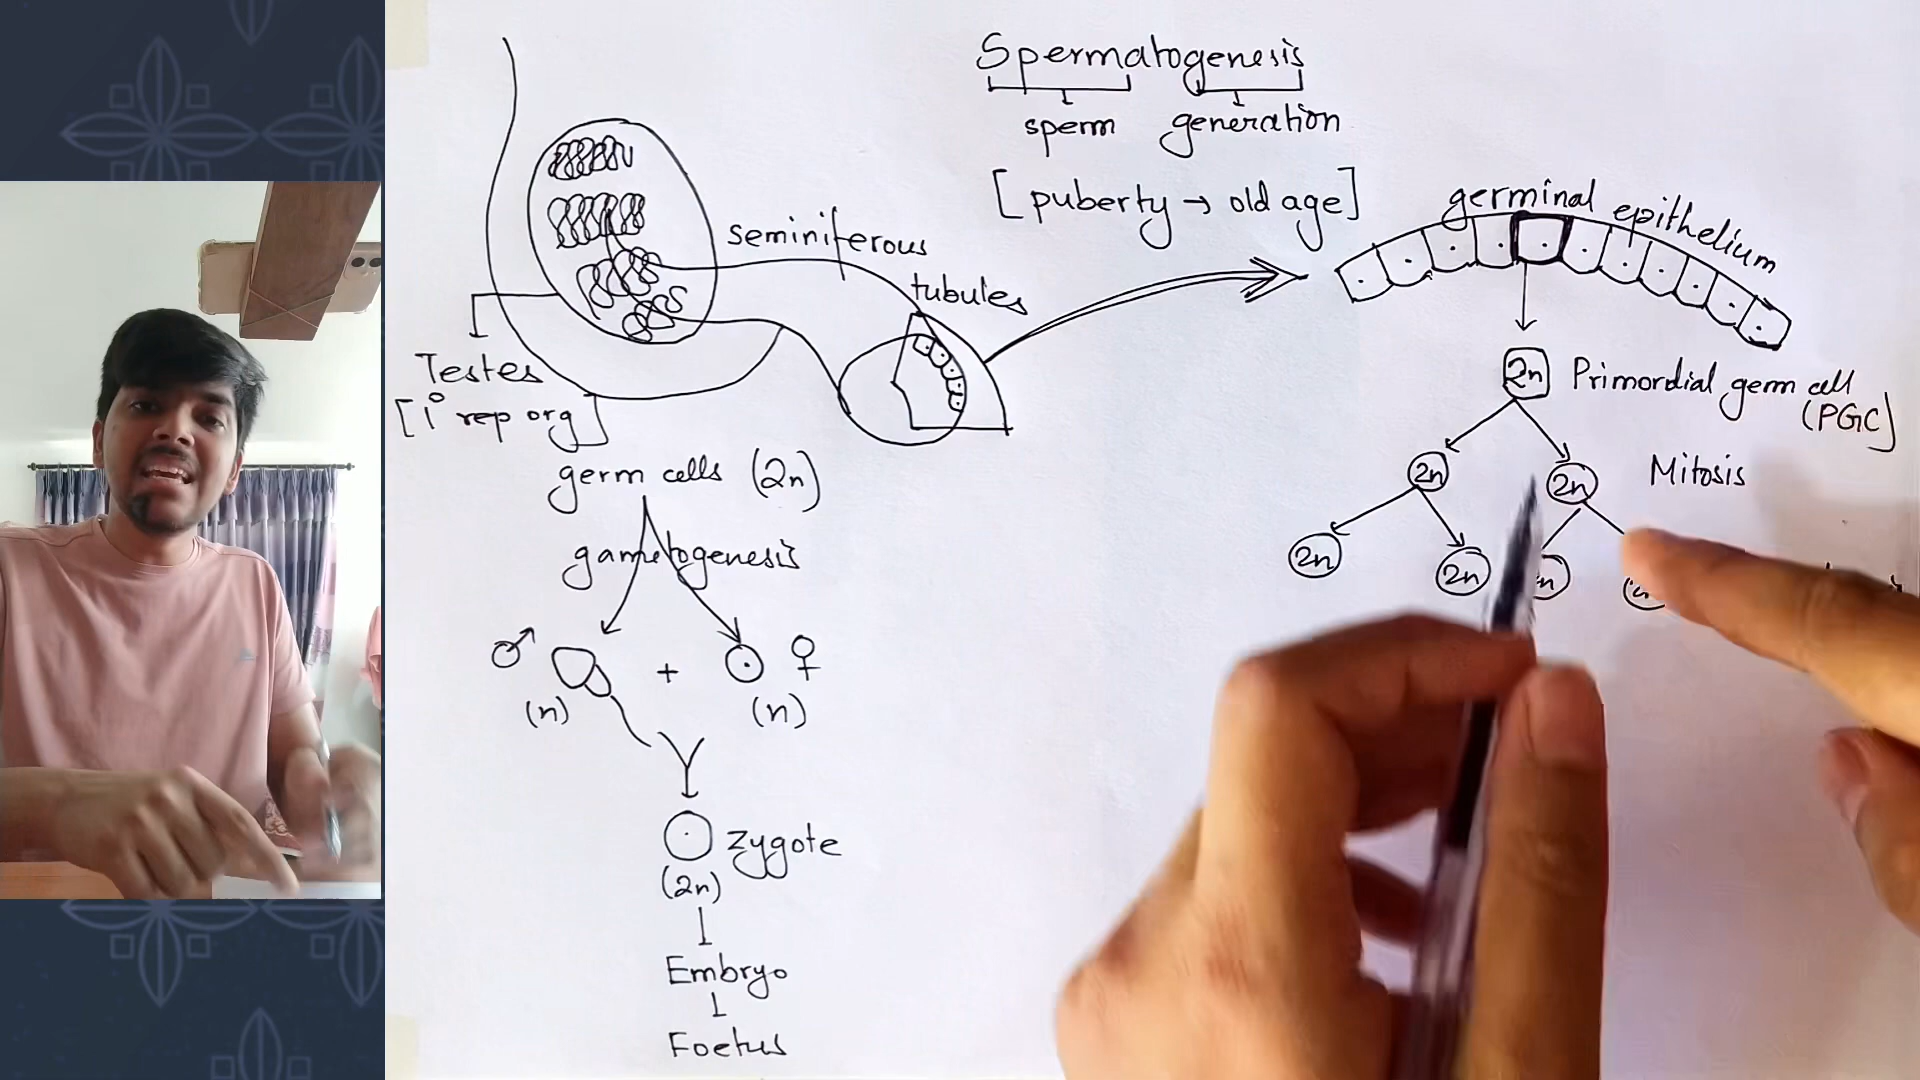 Spermatogenesis
sperm generation
[puberty → old age]
germinal epithelium
seminiferous
tubules
Testes
[1° rep org]
germ cells (2n)
gametogenesis
♂ + ♀
(n) (n)
zygote
(2n)
Embryo
Foetus
2n Primordial germ cell
(PGC]
2n 2n Mitosis
2n 2n